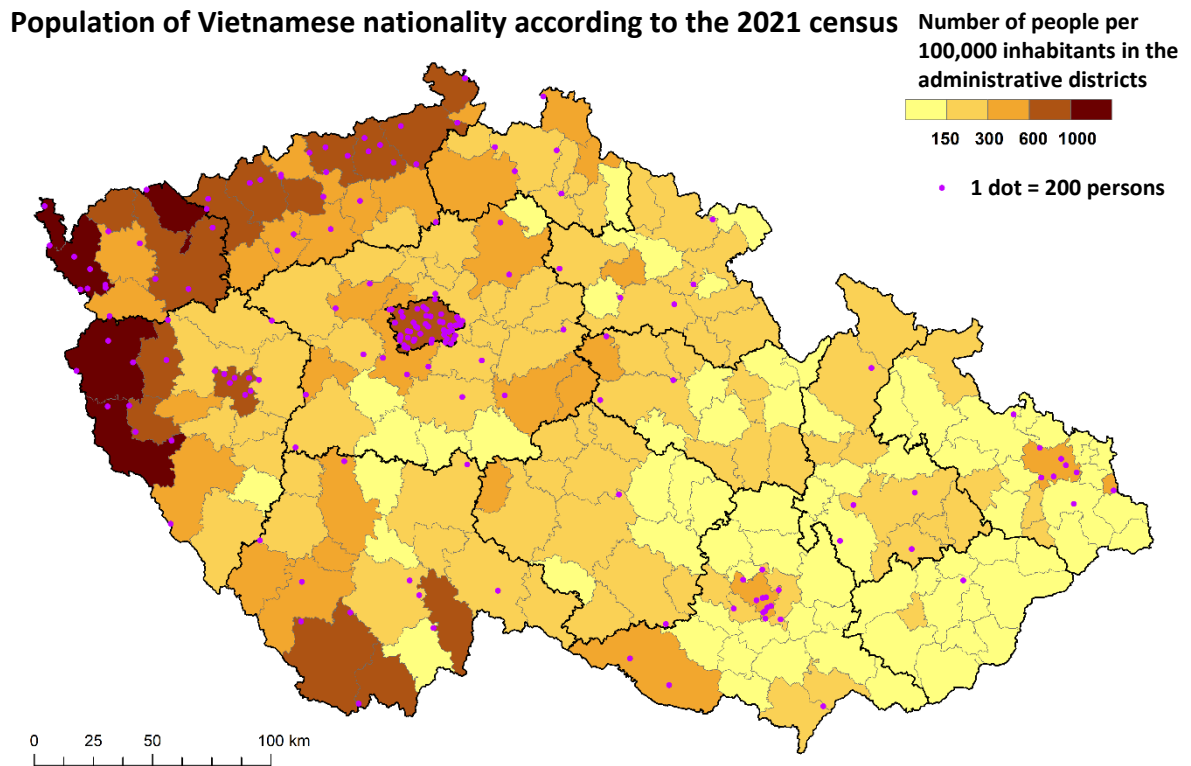 Population of Vietnamese nationality according to the 2021 census
Number of people per
100,000 inhabitants in the
administrative districts
150 300 600 1000
1 dot = 200 persons
0 25 50 100 km